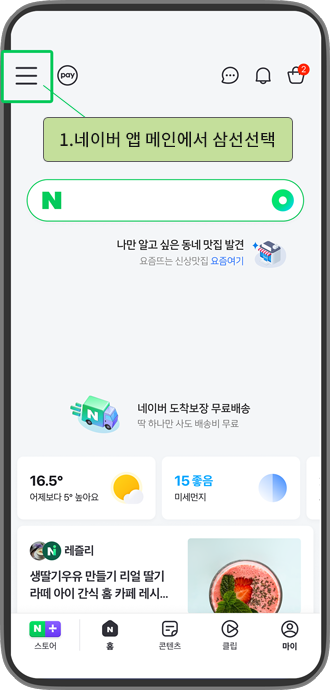 pay
2
1.네이버 앱 메인에서 삼선선택
N
나만 알고 싶은 동네 맛집 발견
요즘뜨는 신상맛집 요즘여기
N
네이버 도착보장 무료배송
딱 하나만 사도 배송비 무료
16.5°
어제보다 5° 높아요
15 좋음
미세먼지
N 레즐리
생딸기우유 만들기 리얼 딸기
라떼 아이 간식 홈 카페 레시...
N+
스토어
N
홈
콘텐츠
클립
마이